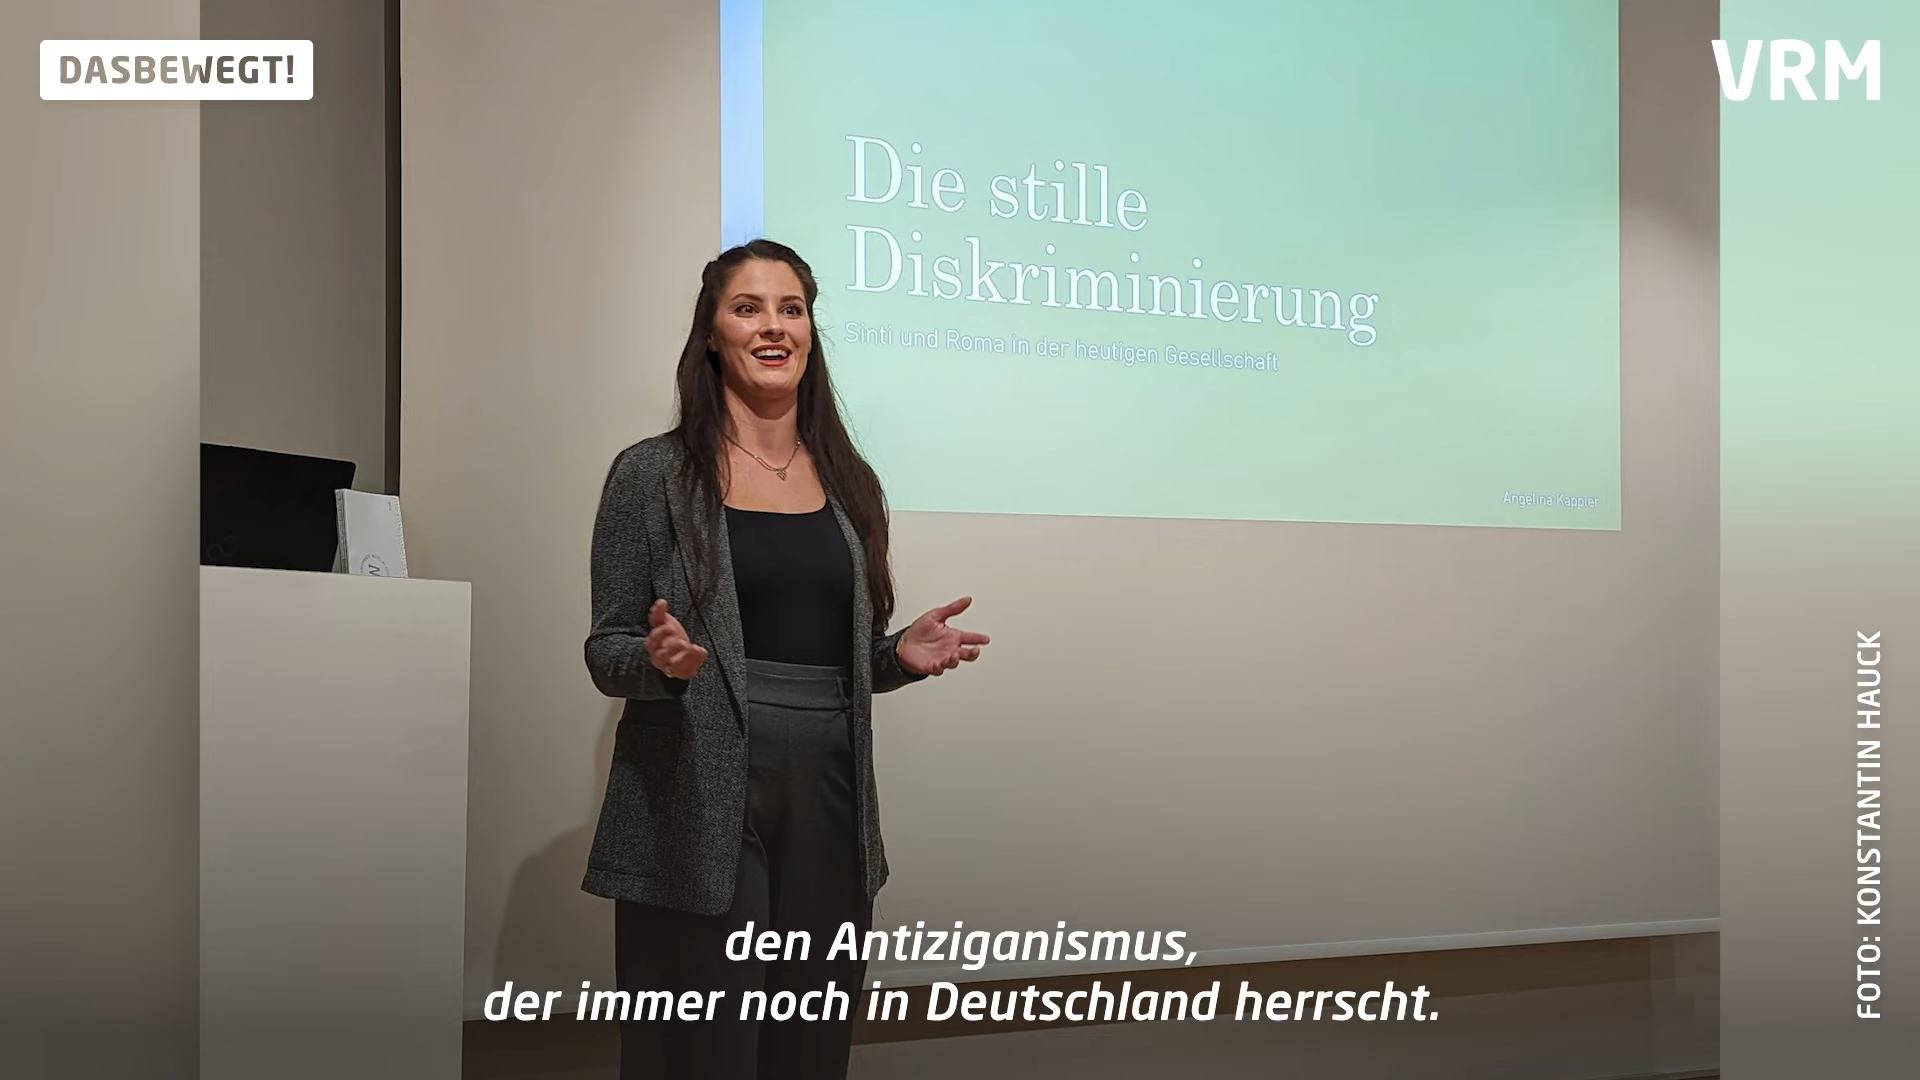 DASBEWEGT!
VRM
Die stille
Diskriminierung
Sinti und Roma in der heutigen Gesellschaft
Angelina Kappler
FOTO: KONSTANTIN HAUCK
den Antiziganismus,
der immer noch in Deutschland herrscht.